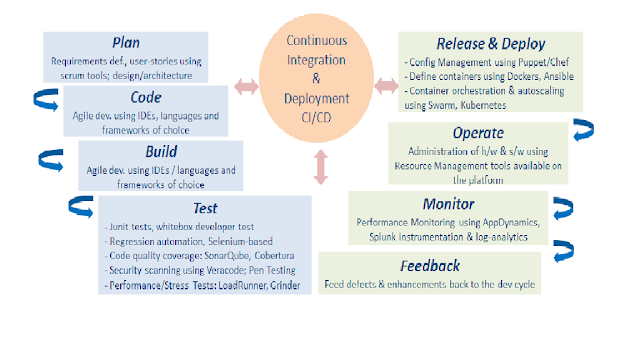 Plan
Requirements def., user-stories using
scrum tools; design/architecture
Code
Agile dev. using IDEs, languages and
frameworks of choice
Build
Agile dev. using IDEs / languages and
frameworks of choice
Test
- Junit tests, whitebox developer test
- Regression automation, Selenium-based
- Code quality coverage: SonarQube, Cobertura
- Security scanning using Veracode; Pen Testing
- Performance/Stress Tests: LoadRunner, Grinder
Continuous
Integration
&
Deployment
CI/CD
Release & Deploy
- Config Management using Puppet/Chef
- Define containers using Dockers, Ansible
- Container orchestration & autoscaling
using Swarm, Kubernetes
Operate
Administration of h/w & s/w using
Resource Management tools available on
the platform
Monitor
Performance Monitoring using AppDynamics,
Splunk instrumentation & log-analytics
Feedback
Feed defects & enhancements back to the dev cycle